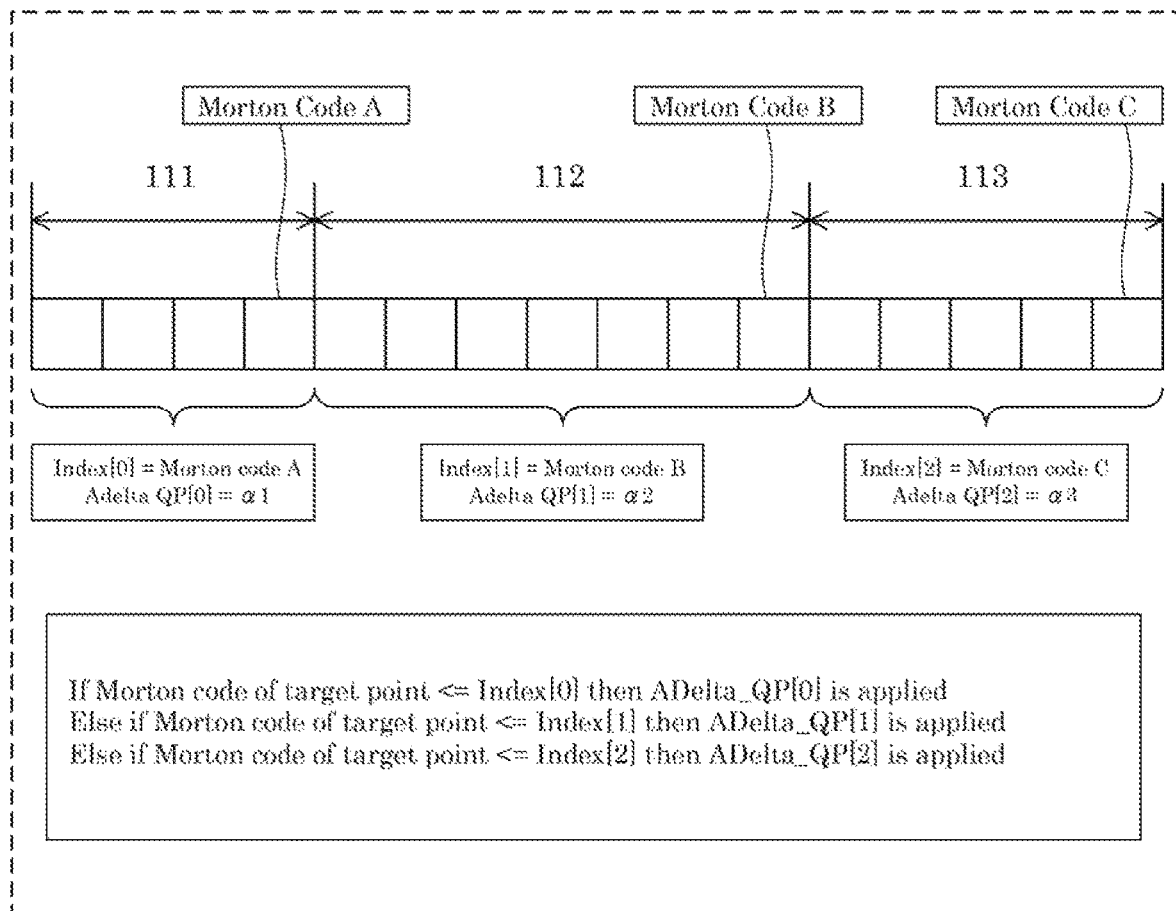 Morton Code A
Morton Code B
Morton Code C
111
112
113
Index[0] = Morton code A
Adelta QP[0] = α1
Index[1] = Morton code B
Adelta QP[1] = α2
Index[2] = Morton code C
Adelta QP[2] = α3
If Morton code of target point <= Index[0] then ADelta_QP[0] is applied
Else if Morton code of target point <= Index[1] then ADelta_QP[1] is applied
Else if Morton code of target point <= Index[2] then ADelta_QP[2] is applied